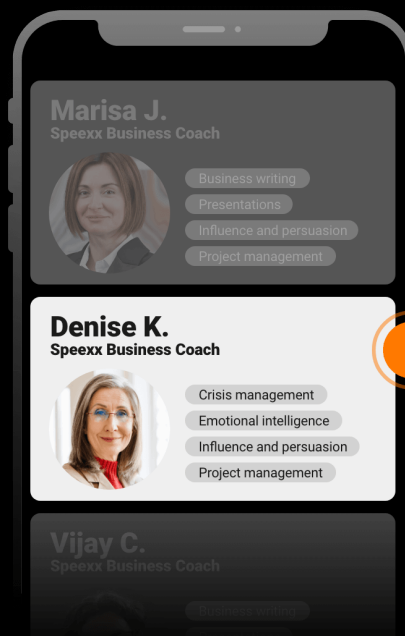 Marisa J.
Speexx Business Coach
Business writing
Presentations
Influence and persuasion
Project management
Denise K.
Speexx Business Coach
Crisis management
Emotional intelligence
Influence and persuasion
Project management
Vijay C.
Speexx Business Coach
Business writing